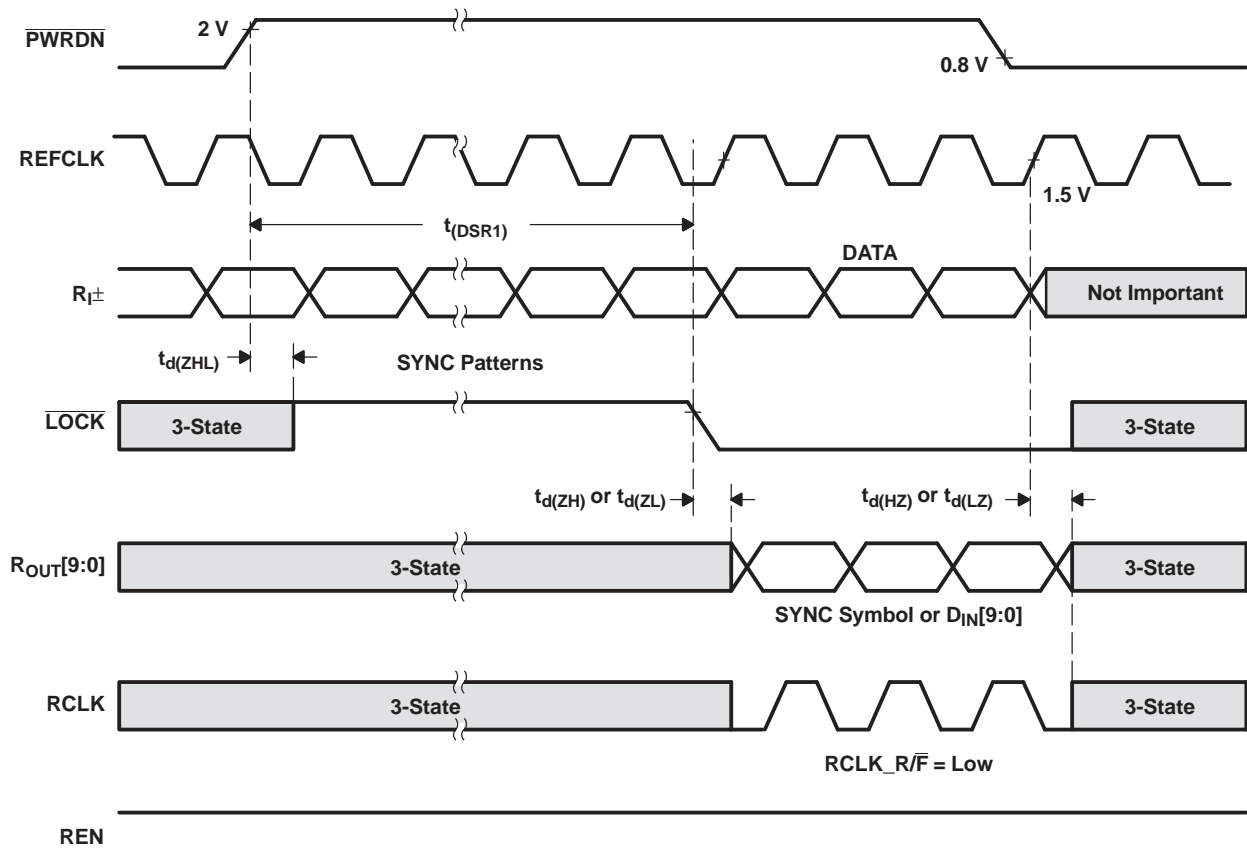 P̅W̅R̅D̅N̅
2 V
0.8 V
REFCLK
1.5 V
t(DSR1)
DATA
RI±
Not Important
td(ZHL)
SYNC Patterns
L̅O̅C̅K̅
3-State
3-State
td(ZH) or td(ZL)
td(HZ) or td(LZ)
ROUT[9:0]
3-State
3-State
SYNC Symbol or DIN[9:0]
RCLK
3-State
3-State
RCLK_R/F̅ = Low
REN